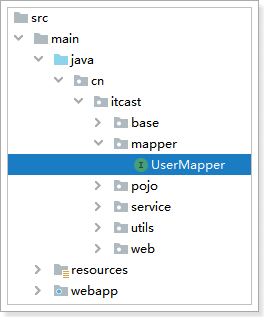 src
main
java
cn
itcast
base
mapper
UserMapper
pojo
service
utils
web
resources
webapp